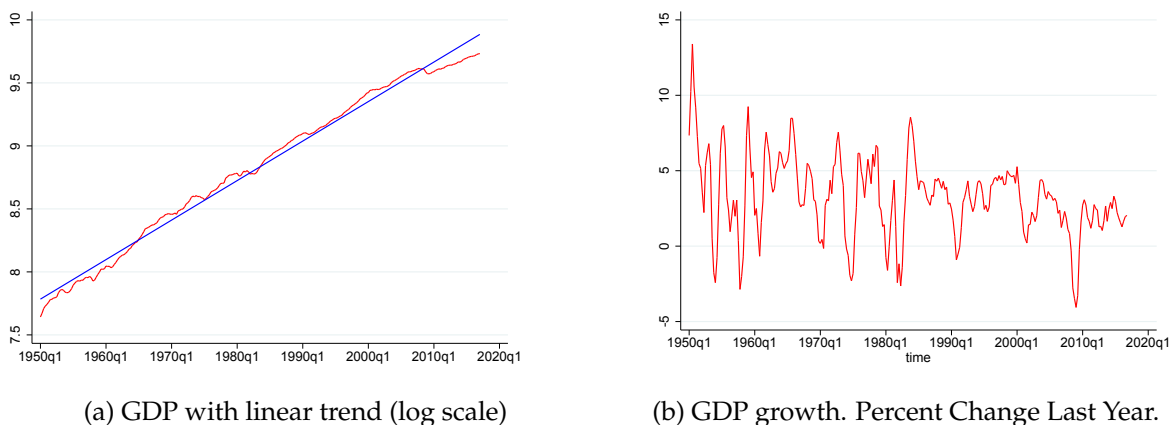 10
9.5
9
8.5
8
7.5
1950q1 1960q1 1970q1 1980q1 1990q1 2000q1 2010q1 2020q1
(a) GDP with linear trend (log scale)
15
10
5
0
-5
1950q1 1960q1 1970q1 1980q1 1990q1 2000q1 2010q1 2020q1
time
(b) GDP growth. Percent Change Last Year.